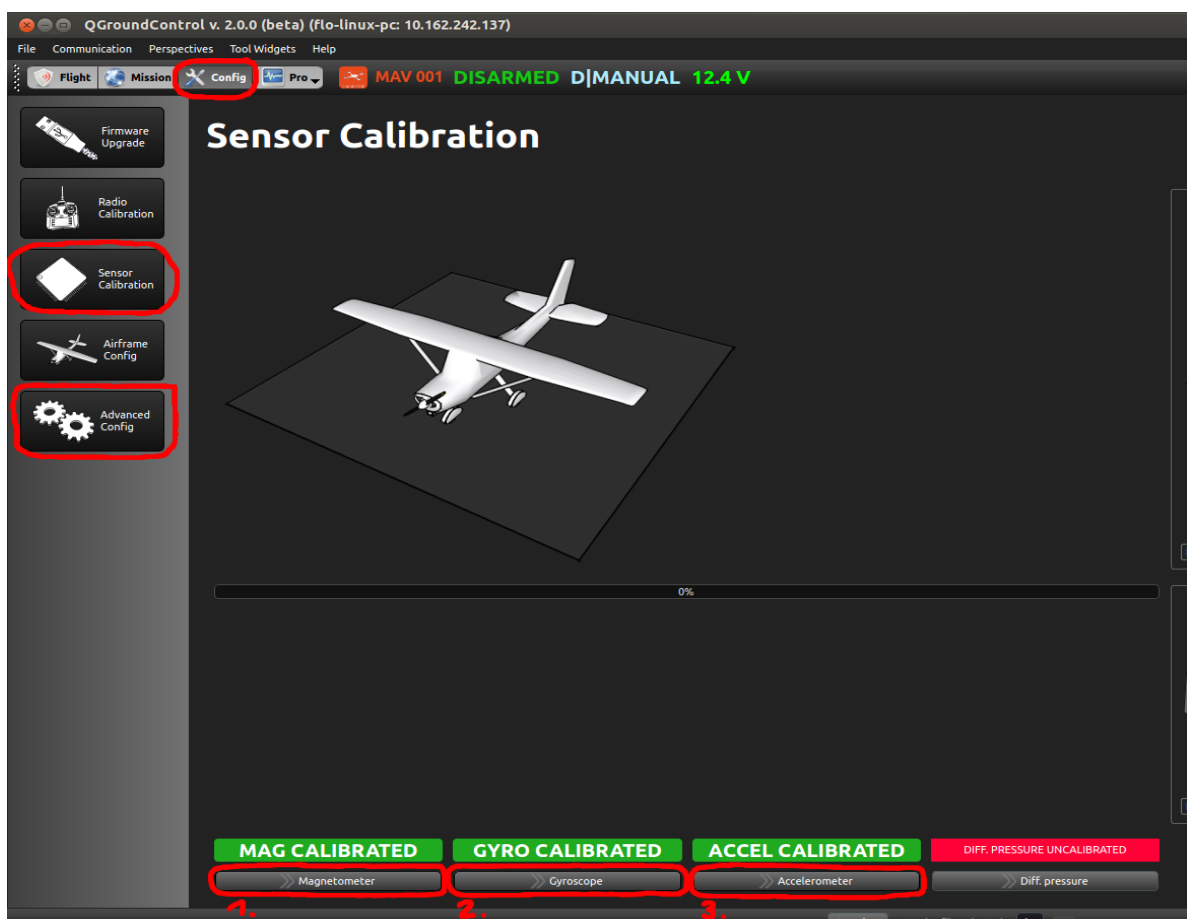 QGroundControl v. 2.0.0 (beta) (flo-linux-pc: 10.162.242.137)
File Communication Perspectives Tool Widgets Help
Flight Mission Config Pro MAV 001 DISARMED D|MANUAL 12.4 V
Firmware
Upgrade
Sensor Calibration
Radio
Calibration
Sensor
Calibration
Airframe
Config
Advanced
Config
0%
MAG CALIBRATED GYRO CALIBRATED ACCEL CALIBRATED DIFF. PRESSURE UNCALIBRATED
Magnetometer Gyroscope Accelerometer Diff. pressure
1. 2. 3.